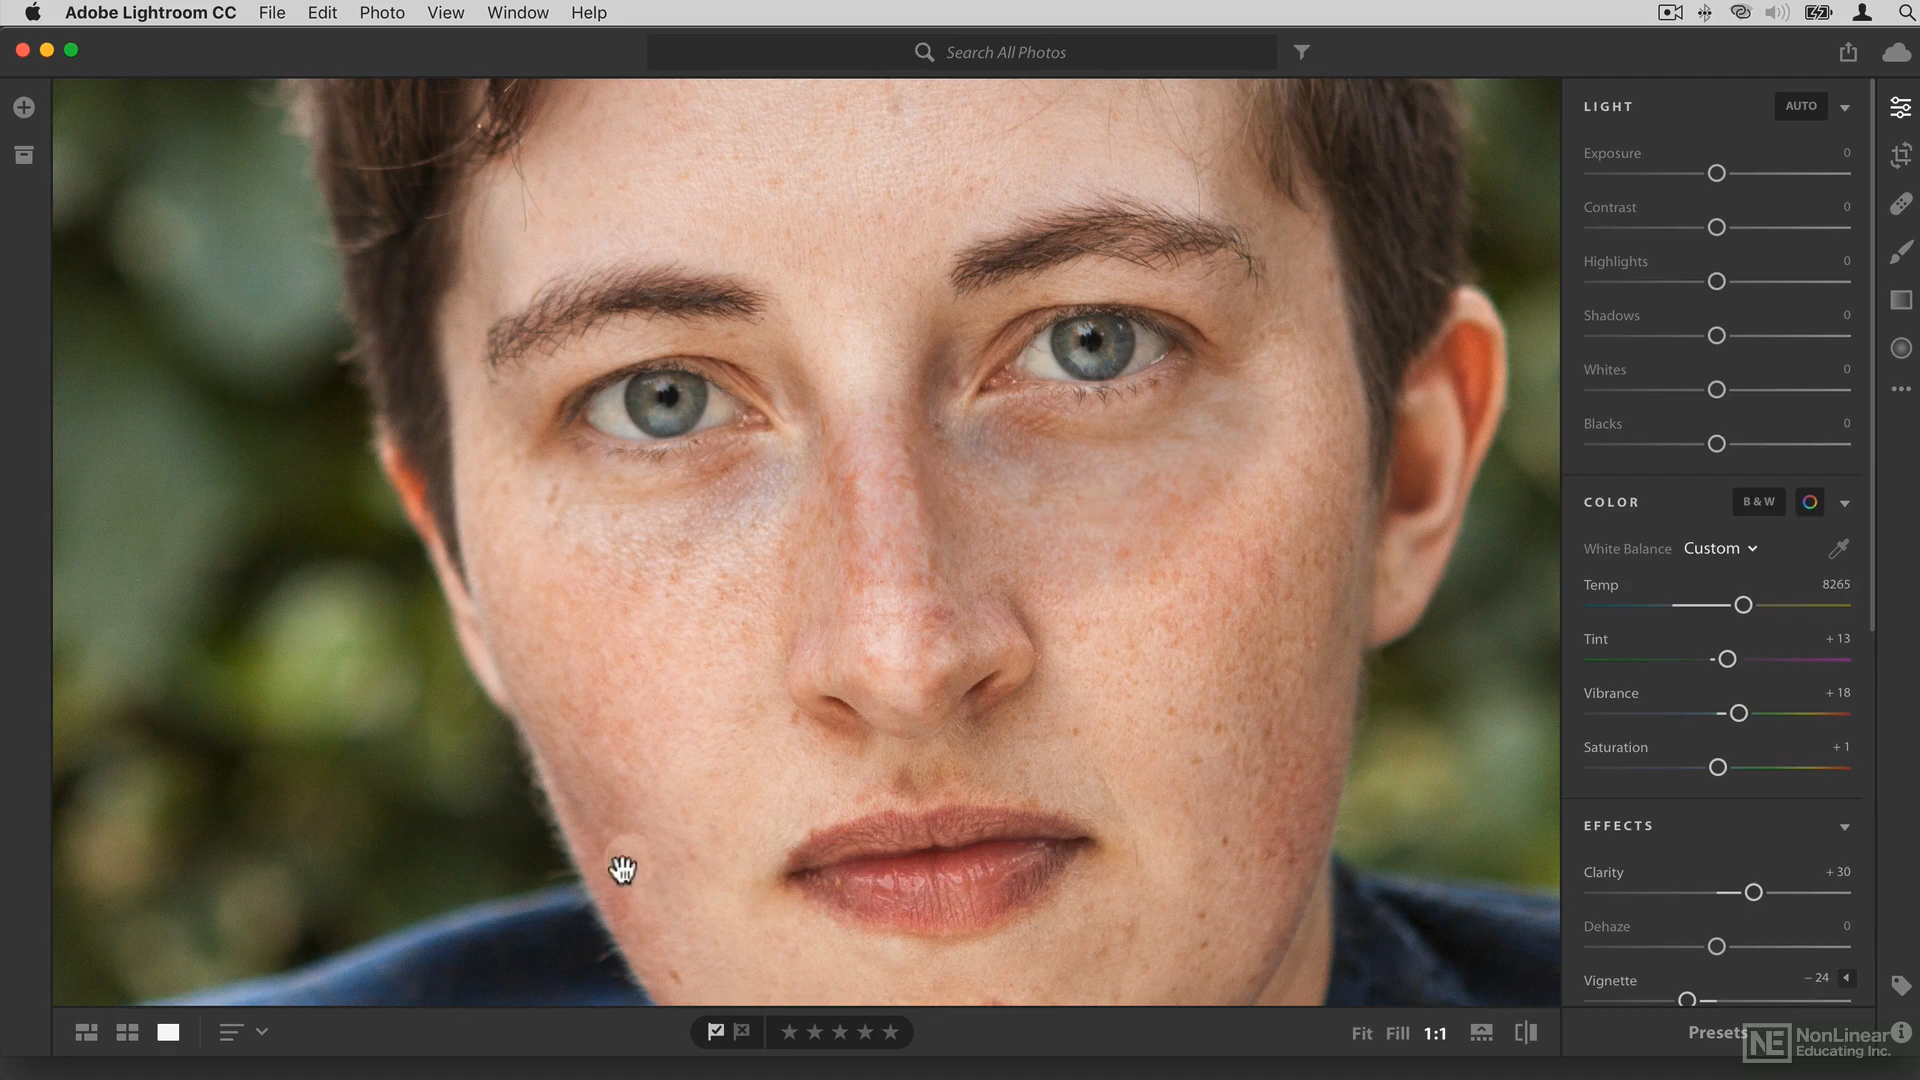 Adobe Lightroom CC File Edit Photo View Window Help
Search All Photos
LIGHT AUTO
Exposure 0
Contrast 0
Highlights 0
Shadows 0
Whites 0
Blacks 0
COLOR B & W
White Balance Custom
Temp 8265
Tint + 13
Vibrance + 18
Saturation + 1
EFFECTS
Clarity + 30
Dehaze 0
Vignette − 24
Fit Fill 1:1 Presets
NE NonLinear
Educating Inc.